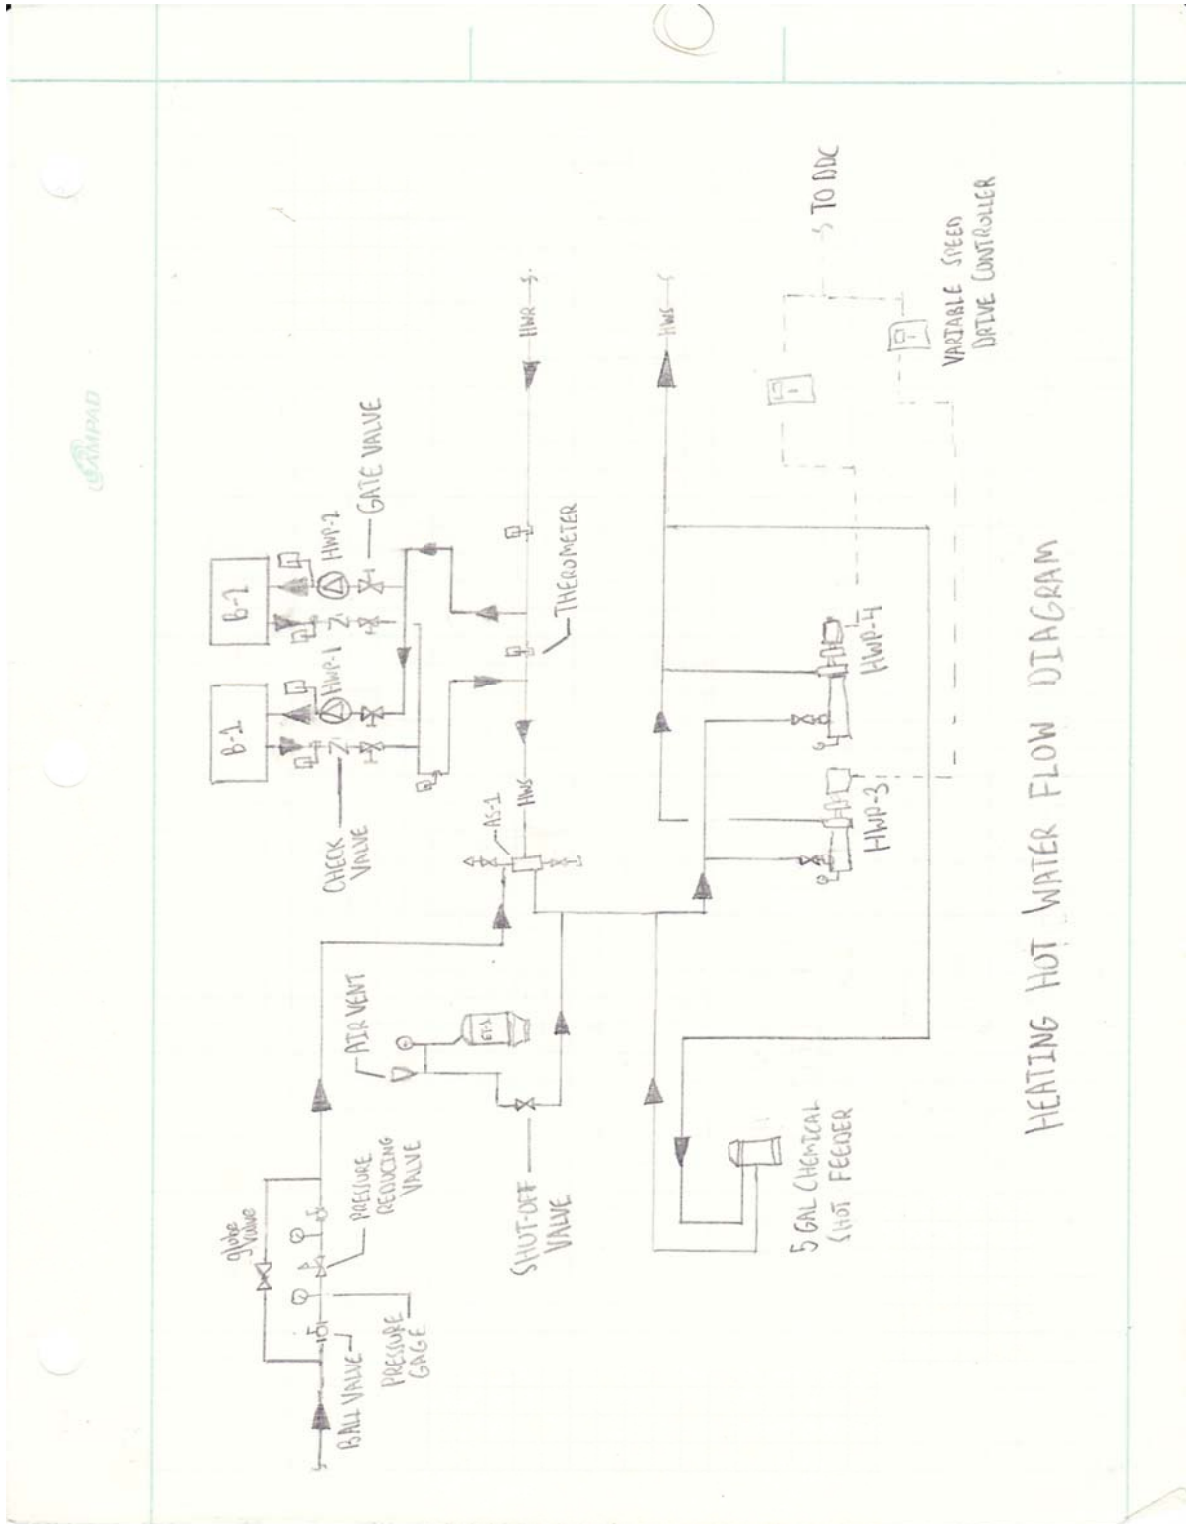 AMPAD
globe
valve
BALL VALVE
PRESSURE
GAGE
PRESSURE
REDUCING
VALVE
AIR VENT
ET-1
SHUT-OFF
VALVE
B-1
B-2
HWP-1
HWP-2
CHECK
VALVE
GATE VALVE
AS-1
HWS
THEROMETER
HWR
HWS
5 GAL CHEMICAL
SHOT FEEDER
HWP-3
HWP-4
TO DDC
VARIABLE SPEED
DRIVE CONTROLLER
HEATING HOT WATER FLOW DIAGRAM